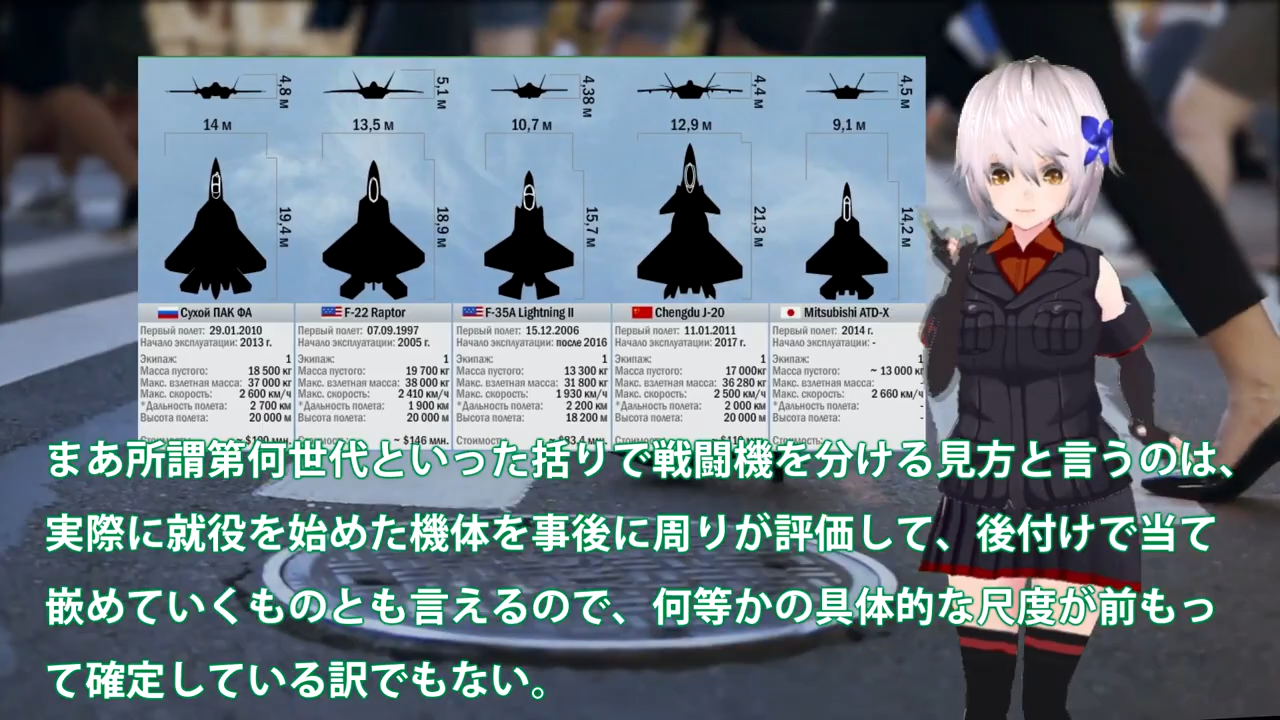 4,8 м
5,1 м
4,38 м
4,4 м
4,5 м
14 м
13,5 м
10,7 м
12,9 м
9,1 м
19,4 м
18,9 м
15,7 м
21,3 м
14,2 м
Сухой ПАК ФА
Первый полет: 29.01.2010
Начало эксплуатации: 2013 г.
Экипаж: 1
Масса пустого: 18 500 кг
Макс. взлетная масса: 37 000 кг
Макс. скорость: 2 600 км/ч
*Дальность полета: 2 700 км
Высота полета: 20 000 м
F-22 Raptor
Первый полет: 07.09.1997
Начало эксплуатации: 2005 г.
Экипаж: 1
Масса пустого: 19 700 кг
Макс. взлетная масса: 38 000 кг
Макс. скорость: 2 410 км/ч
*Дальность полета: 1 900 км
Высота полета: 20 000 м
Стоимость: ~ $146 млн.
F-35A Lightning II
Первый полет: 15.12.2006
Начало эксплуатации: после 2016
Экипаж: 1
Масса пустого: 13 300 кг
Макс. взлетная масса: 31 800 кг
Макс. скорость: 1 930 км/ч
*Дальность полета: 2 200 км
Высота полета: 18 200 м
Chengdu J-20
Первый полет: 11.01.2011
Начало эксплуатации: 2017 г.
Экипаж: 1
Масса пустого: 17 000кг
Макс. взлетная масса: 36 280 кг
Макс. скорость: 2 500 км/ч
*Дальность полета: 2 000 км
Высота полета: 20 000 м
Mitsubishi ATD-X
Первый полет: 2014 г.
Начало эксплуатации: -
Экипаж: 1
Масса пустого: ~ 13 000 кг
Макс. взлетная масса: -
Макс. скорость: 2 660 км/ч
*Дальность полета: -
Высота полета: -
まあ所謂第何世代といった括りで戦闘機を分ける見方と言うのは、
実際に就役を始めた機体を事後に周りが評価して、後付けで当て
嵌めていくものとも言えるので、何等かの具体的な尺度が前もっ
て確定している訳でもない。